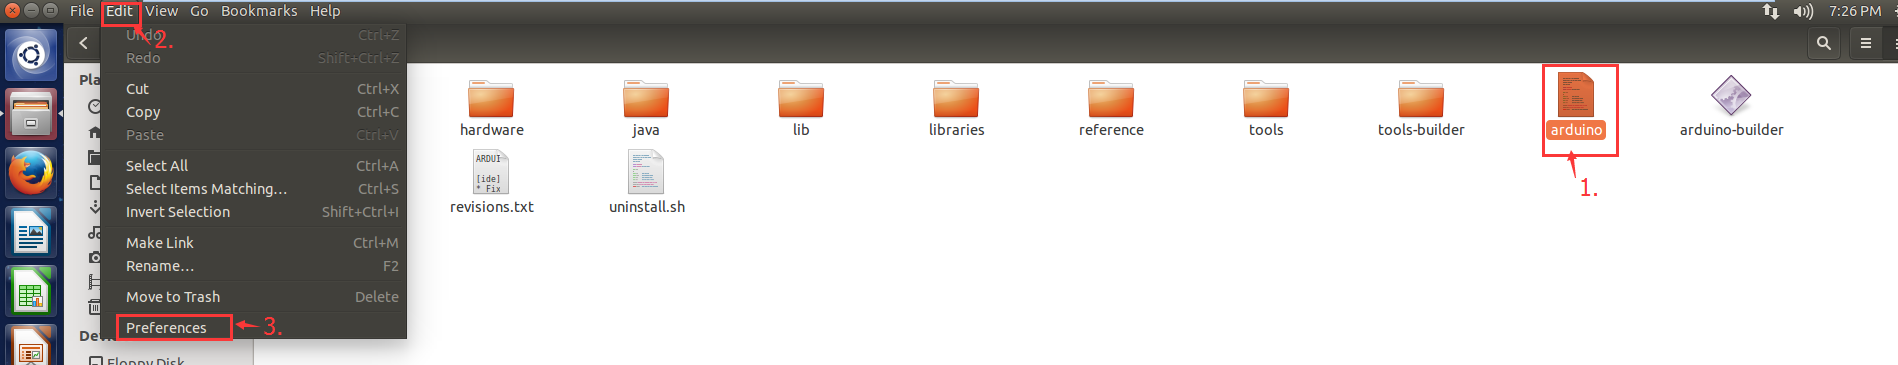 File Edit View Go Bookmarks Help 7:26 PM
2.
Undo Ctrl+Z
Redo Shift+Ctrl+Z
Cut Ctrl+X
Copy Ctrl+C
Paste Ctrl+V
Select All Ctrl+A
Select Items Matching... Ctrl+S
Invert Selection Shift+Ctrl+I
Make Link Ctrl+M
Rename... F2
Move to Trash Delete
Preferences
3.
Pla
Dev
Floppy Disk
hardware java lib libraries reference tools tools-builder arduino arduino-builder
1.
ARDUI
[ide]
* Fix
revisions.txt uninstall.sh